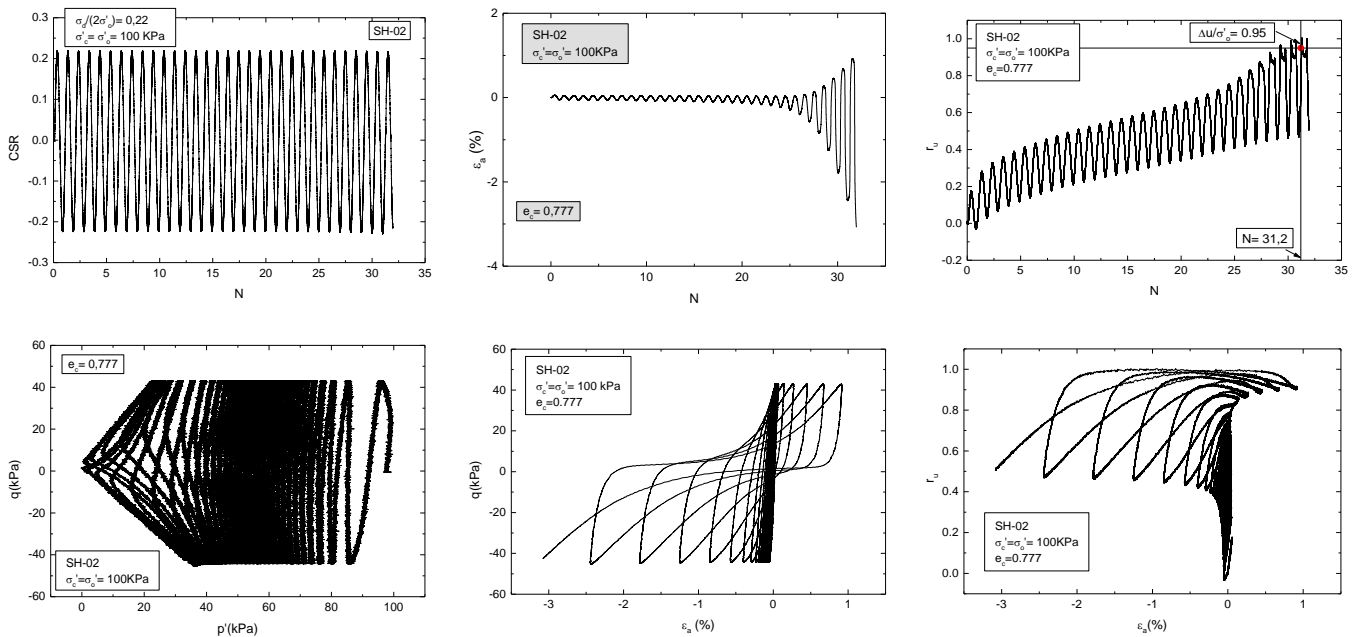 σd/(2σ'o)= 0,22
σ'c= σ'o= 100 KPa
SH-02
0.3
0.2
0.1
0.0
-0.1
-0.2
-0.3
CSR
0 5 10 15 20 25 30 35
N
SH-02
σc'=σo'= 100KPa
2
0
-2
-4
εa (%)
ec= 0,777
0 10 20 30
N
SH-02
σc'=σo'= 100KPa
ec=0.777
Δu/σ'o= 0.95
1.0
0.8
0.6
0.4
0.2
0.0
-0.2
ru
N= 31,2
0 5 10 15 20 25 30 35
N
ec= 0,777
60
40
20
0
-20
-40
-60
q(kPa)
SH-02
σc'=σo'= 100KPa
0 20 40 60 80 100
p'(kPa)
SH-02
σc'=σo'= 100 kPa
ec=0.777
60
40
20
0
-20
-40
-60
q(kPa)
-3 -2 -1 0 1
εa (%)
1.0
0.8
0.6
0.4
0.2
0.0
ru
SH-02
σc'=σo'= 100KPa
ec=0.777
-3 -2 -1 0 1
εa(%)